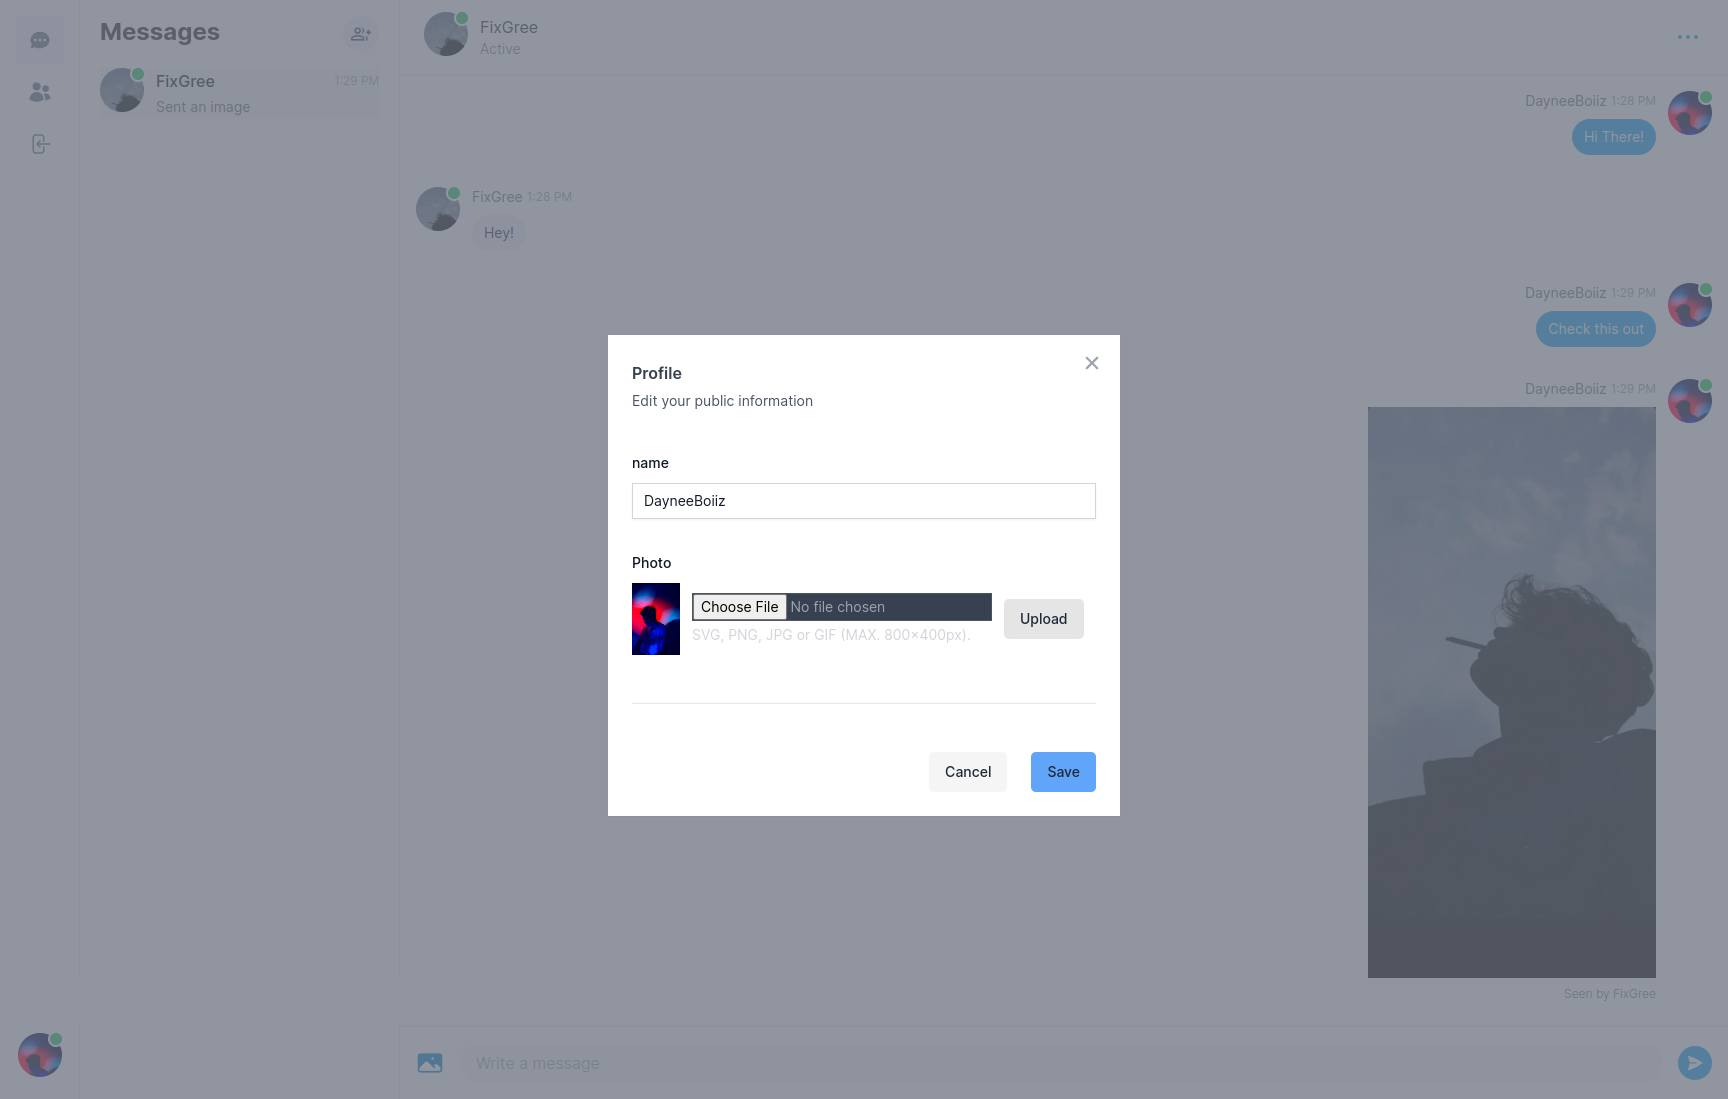 Messages
FixGree
1:29 PM
Sent an image
FixGree
Active
DayneeBoiiz 1:28 PM
Hi There!
FixGree 1:28 PM
Hey!
DayneeBoiiz 1:29 PM
Check this out
DayneeBoiiz 1:29 PM
Profile
Edit your public information
name
DayneeBoiiz
Photo
Choose File No file chosen
SVG, PNG, JPG or GIF (MAX. 800x400px).
Upload
Cancel
Save
Seen by FixGree
Write a message